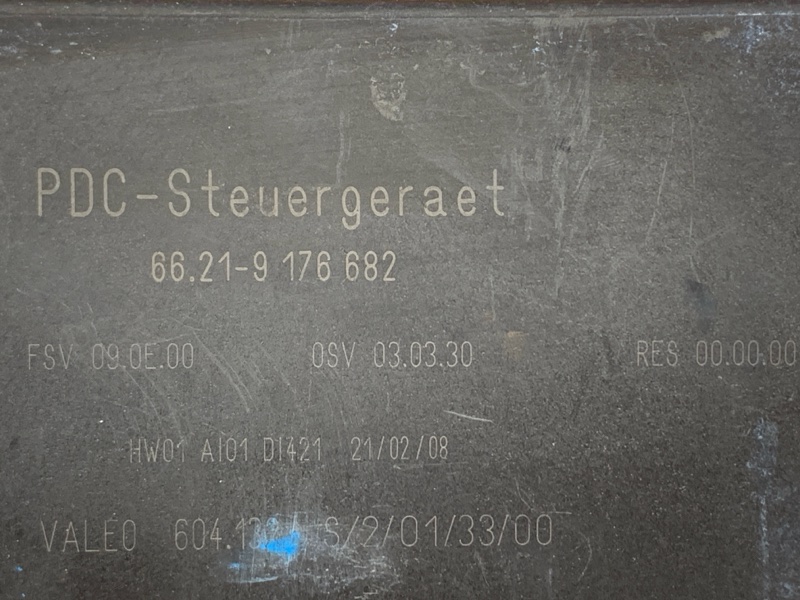 PDC-Steuergeraet
66.21-9 176 682
FSV 09.0E.00 OSV 03.03.30 RES 00.00.00
HW01 AI01 DI421 21/02/08
VALEO S/2/01/33/00